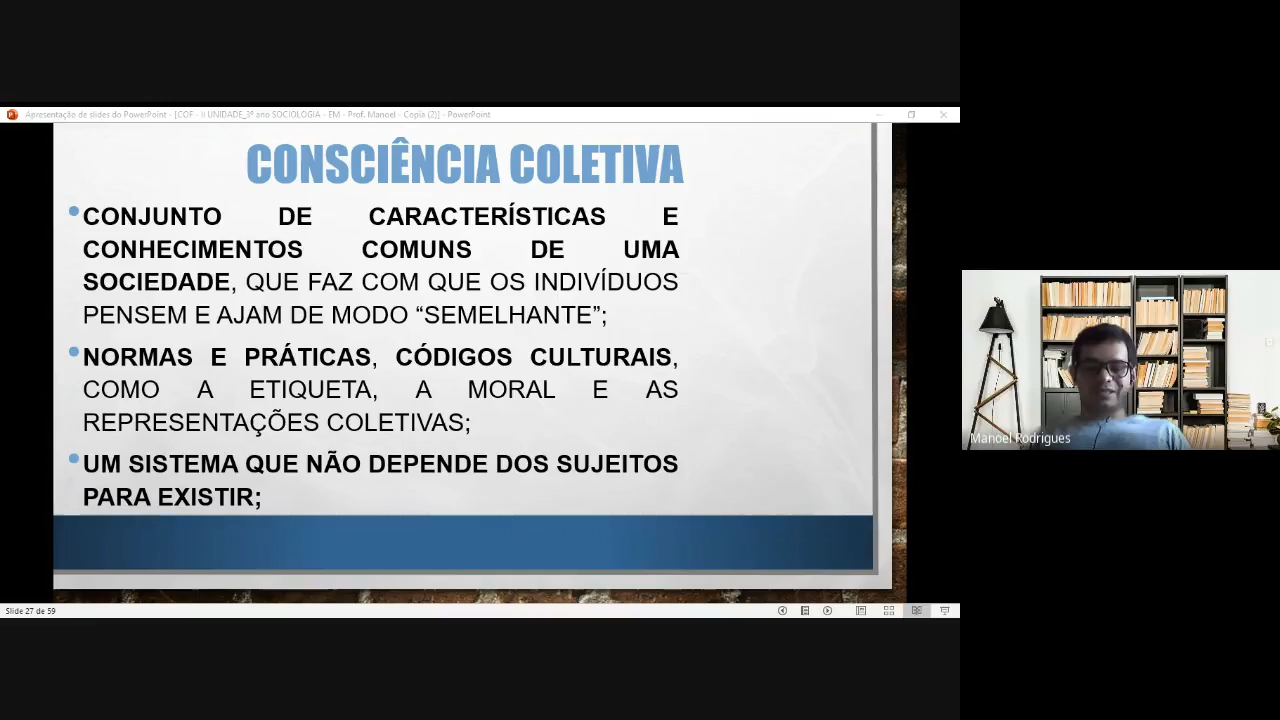 Apresentação de slides do PowerPoint - [COF - II UNIDADE_3º ano SOCIOLOGIA - EM - Prof. Manoel - Copia (2)] - PowerPoint
CONSCIÊNCIA COLETIVA
•CONJUNTO DE CARACTERÍSTICAS E
CONHECIMENTOS COMUNS DE UMA
SOCIEDADE, QUE FAZ COM QUE OS INDIVÍDUOS
PENSEM E AJAM DE MODO “SEMELHANTE”;
•NORMAS E PRÁTICAS, CÓDIGOS CULTURAIS,
COMO A ETIQUETA, A MORAL E AS
REPRESENTAÇÕES COLETIVAS;
•UM SISTEMA QUE NÃO DEPENDE DOS SUJEITOS
PARA EXISTIR;
Slide 27 de 59
Manoel Rodrigues